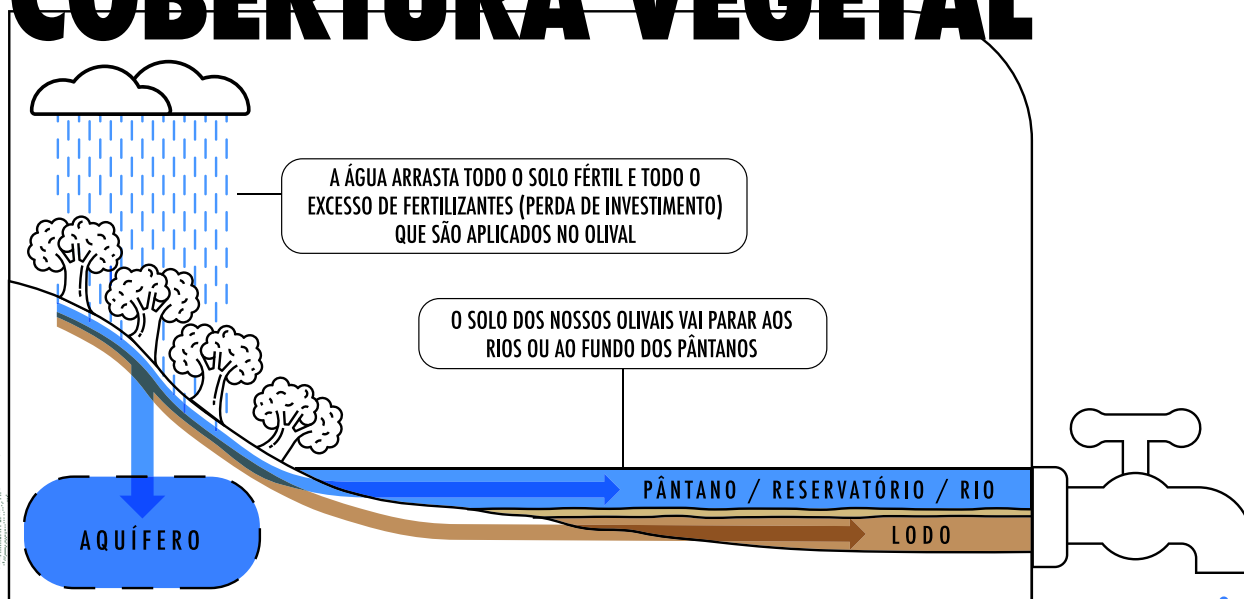 COBERTURA VEGETAL
A ÁGUA ARRASTA TODO O SOLO FÉRTIL E TODO O
EXCESSO DE FERTILIZANTES (PERDA DE INVESTIMENTO)
QUE SÃO APLICADOS NO OLIVAL
O SOLO DOS NOSSOS OLIVAIS VAI PARAR AOS
RIOS OU AO FUNDO DOS PÂNTANOS
PÂNTANO / RESERVATÓRIO / RIO
LODO
AQUÍFERO